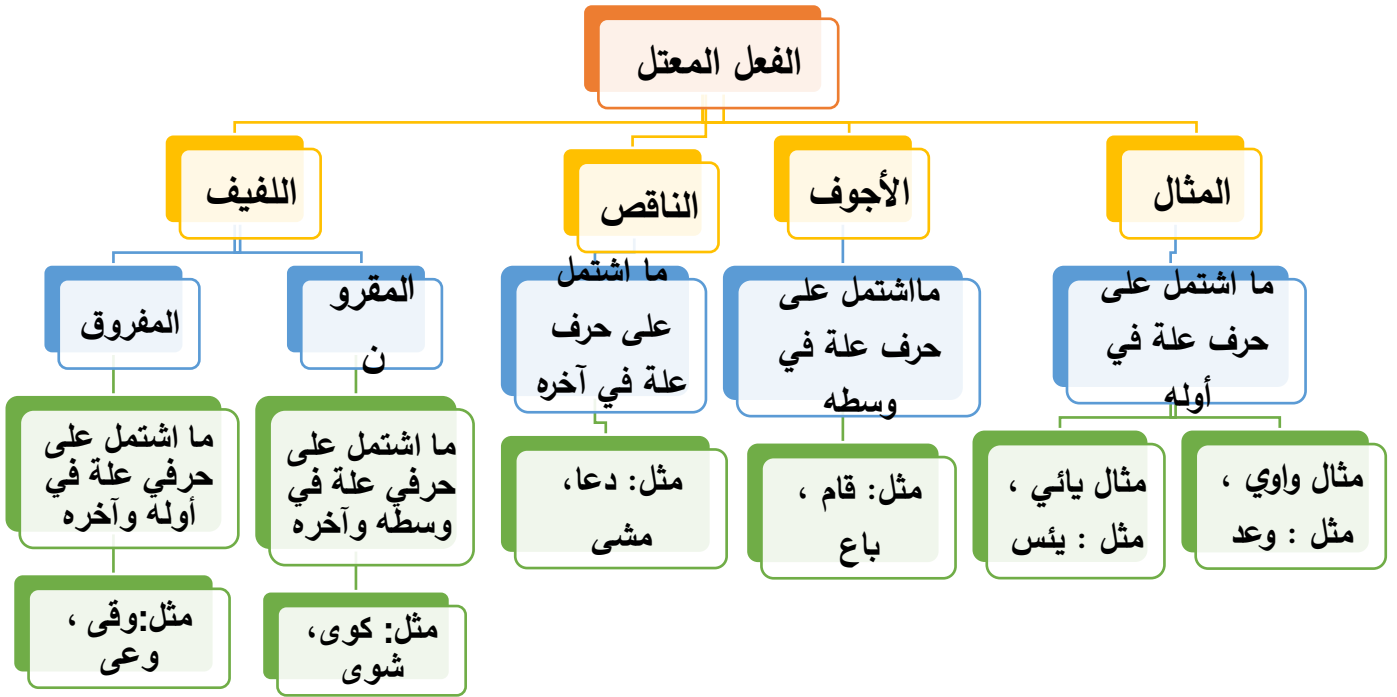 الفعل المعتل
المثال
الأجوف
الناقص
اللفيف
ما اشتمل على
حرف علة في
أوله
مااشتمل على
حرف علة في
وسطه
ما اشتمل
على حرف
علة في آخره
المقرو
ن
المفروق
مثال واوي ،
مثل : وعد
مثال يائي ،
مثل : يئس
مثل: قام ،
باع
مثل: دعا،
مشى
ما اشتمل على
حرفي علة في
وسطه وآخره
ما اشتمل على
حرفي علة في
أوله وآخره
مثل: كوى،
شوى
مثل:وقى ،
وعى